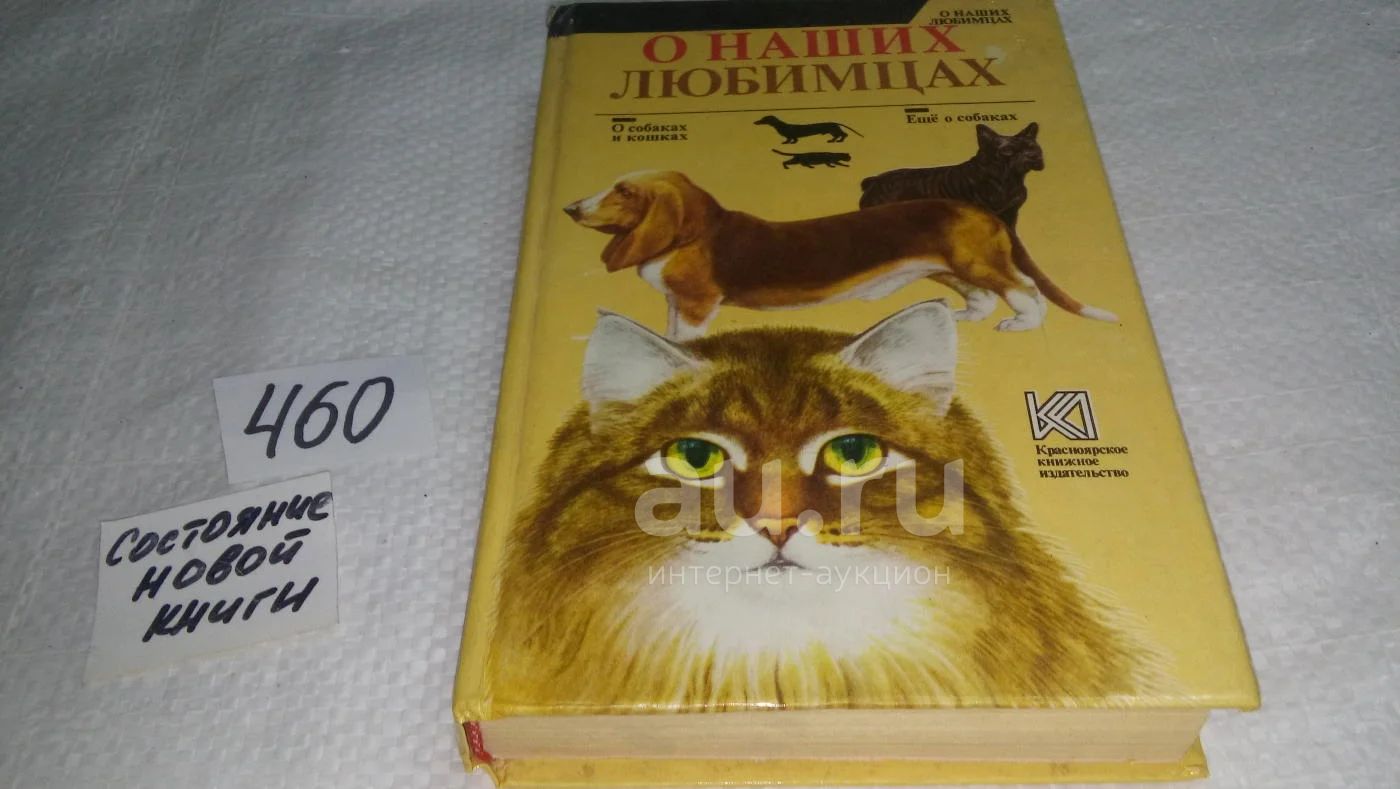 О НАШИХ
ЛЮБИМЦАХ
О НАШИХ
ЛЮБИМЦАХ
О собаках
и кошках
Ещё о собаках
Красноярское
книжное
издательство
460
СОСТОЯНИЕ
НОВОЙ
КНИГИ
au.ru
интернет-аукцион